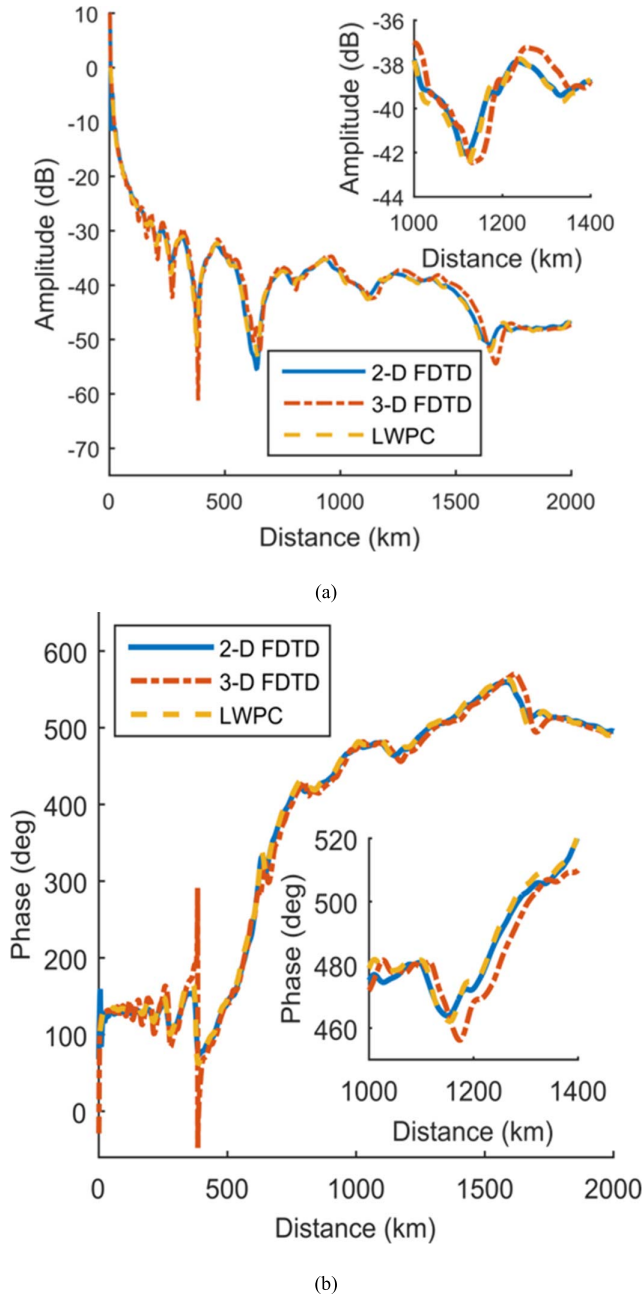 10
0
-10
-20
-30
-40
-50
-60
-70
Amplitude (dB)
0 500 1000 1500 2000
Distance (km)
2-D FDTD
3-D FDTD
LWPC
-36
-38
-40
-42
-44
Amplitude (dB)
1000 1200 1400
Distance (km)
(a)
600
500
400
300
200
100
0
Phase (deg)
0 500 1000 1500 2000
Distance (km)
2-D FDTD
3-D FDTD
LWPC
520
500
480
460
Phase (deg)
1000 1200 1400
Distance (km)
(b)